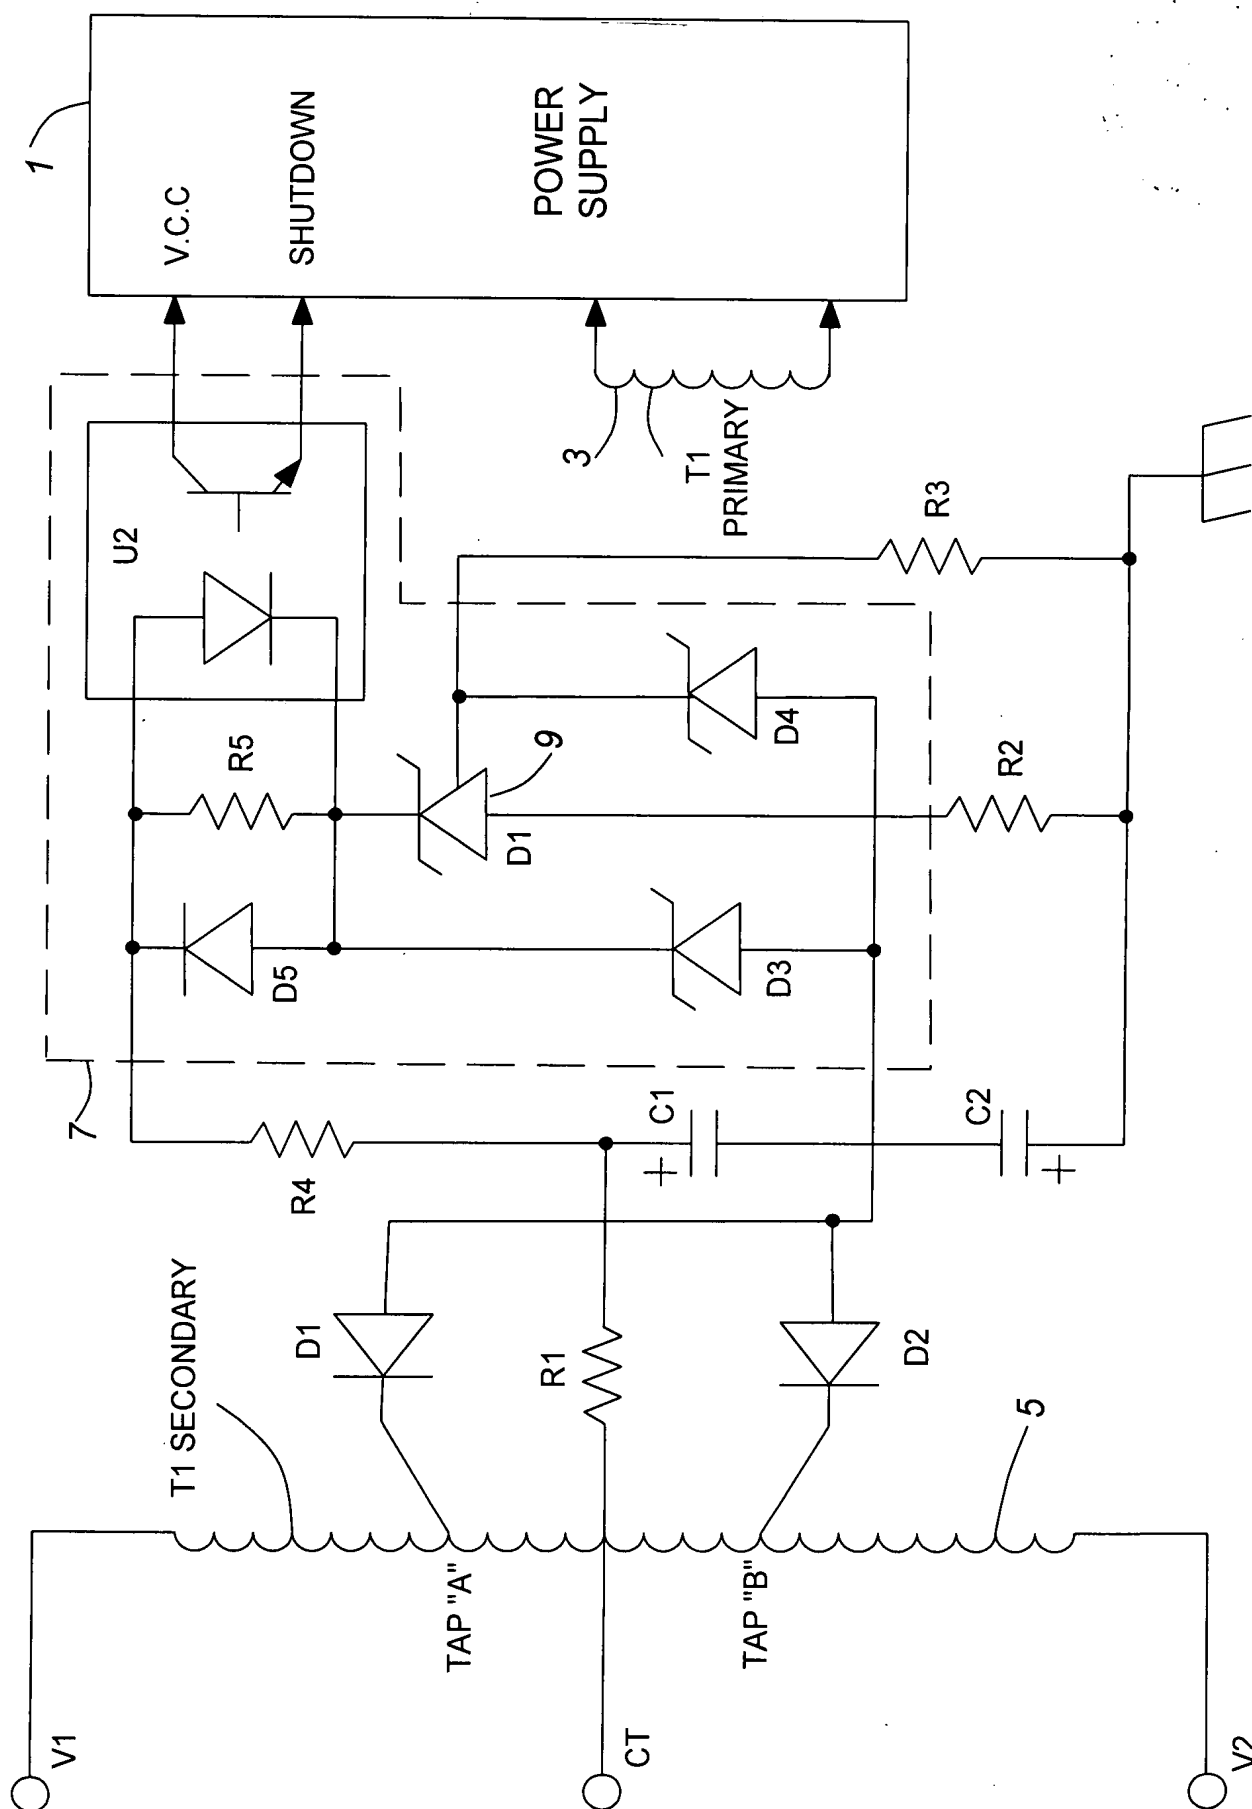 1
V.C.C
SHUTDOWN
POWER
SUPPLY
U2
3
T1
PRIMARY
R3
R5
9
D4
R2
D1
D5
D3
7
C1
C2
R4
T1 SECONDARY
D1
R1
D2
5
TAP "A"
TAP "B"
V1
CT
V2